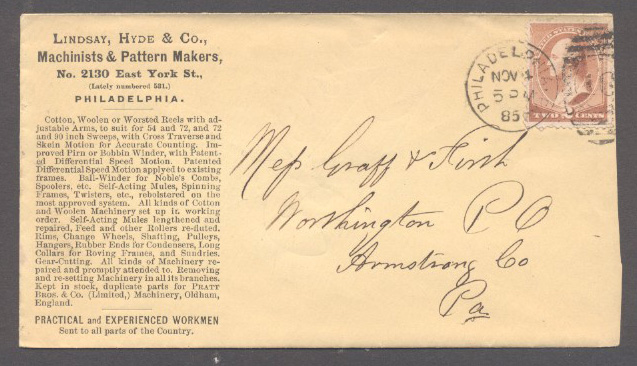 LINDSAY, HYDE & CO.,
Machinists & Pattern Makers,
No. 2130 East York St.,
(Lately numbered 531.)
PHILADELPHIA.
Cotton, Woolen or Worsted Reels with ad-
justable Arms, to suit for 54 and 72, and 72
and 90 inch Sweeps, with Cross Traverse and
Skein Motion for Accurate Counting. Im-
proved Pirn or Bobbin Winder, with Patent-
ed Differential Speed Motion. Patented
Differential Speed Motion applyed to existing
frames. Ball-Winder for Noble's Combs,
Spoolers, etc. Self-Acting Mules, Spinning
Frames, Twisters, etc., rebolstered on the
most approved system. All kinds of Cotton
and Woolen Machinery set up in working
order. Self-Acting Mules lengthened and
repaired, Feed and other Rollers re-fluted.
Rims, Change Wheels, Shafting, Pulleys,
Hangers, Rubber Ends for Condensers, Long
Collars for Roving Frames, and Sundries.
Gear-Cutting. All kinds of Machinery re-
paired and promptly attended to. Removing
and re-setting Machinery in all its branches.
Kept in stock, duplicate parts for PRATT
BROS. & CO. (Limited,) Machinery, Oldham,
England.
PRACTICAL and EXPERIENCED WORKMEN
Sent to all parts of the Country.
PHILADELPHIA
NOV 4
5 PM
85
TWO 2 CENTS
Mess Graff & Firth
Worthington P O
Armstrong Co
Pa